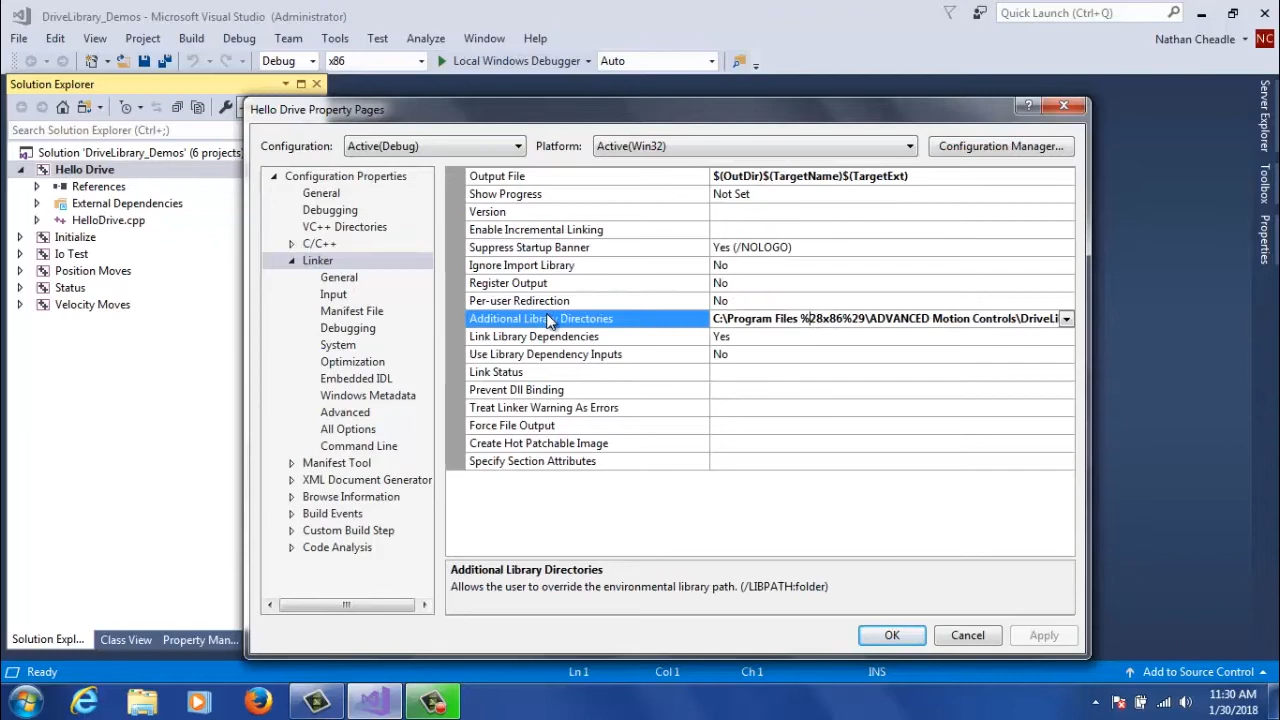 DriveLibrary_Demos - Microsoft Visual Studio (Administrator)
Quick Launch (Ctrl+Q)
File Edit View Project Build Debug Team Tools Test Analyze Window Help
Nathan Cheadle
NC
Debug x86 Local Windows Debugger Auto
Solution Explorer
Search Solution Explorer (Ctrl+;)
Solution 'DriveLibrary_Demos' (6 projects)
Hello Drive
References
External Dependencies
HelloDrive.cpp
Initialize
Io Test
Position Moves
Status
Velocity Moves
Solution Expl... Class View Property Man...
Hello Drive Property Pages
Configuration: Active(Debug) Platform: Active(Win32) Configuration Manager...
Configuration Properties
General
Debugging
VC++ Directories
C/C++
Linker
General
Input
Manifest File
Debugging
System
Optimization
Embedded IDL
Windows Metadata
Advanced
All Options
Command Line
Manifest Tool
XML Document Generator
Browse Information
Build Events
Custom Build Step
Code Analysis
Output File $(OutDir)$(TargetName)$(TargetExt)
Show Progress Not Set
Version
Enable Incremental Linking
Suppress Startup Banner Yes (/NOLOGO)
Ignore Import Library No
Register Output No
Per-user Redirection No
Additional Library Directories C:\Program Files %28x86%29\ADVANCED Motion Controls\DriveLi
Link Library Dependencies Yes
Use Library Dependency Inputs No
Link Status
Prevent Dll Binding
Treat Linker Warning As Errors
Force File Output
Create Hot Patchable Image
Specify Section Attributes
Additional Library Directories
Allows the user to override the environmental library path. (/LIBPATH:folder)
OK Cancel Apply
Server Explorer
Toolbox
Properties
Ready Ln 1 Col 1 Ch 1 INS Add to Source Control
11:30 AM
1/30/2018